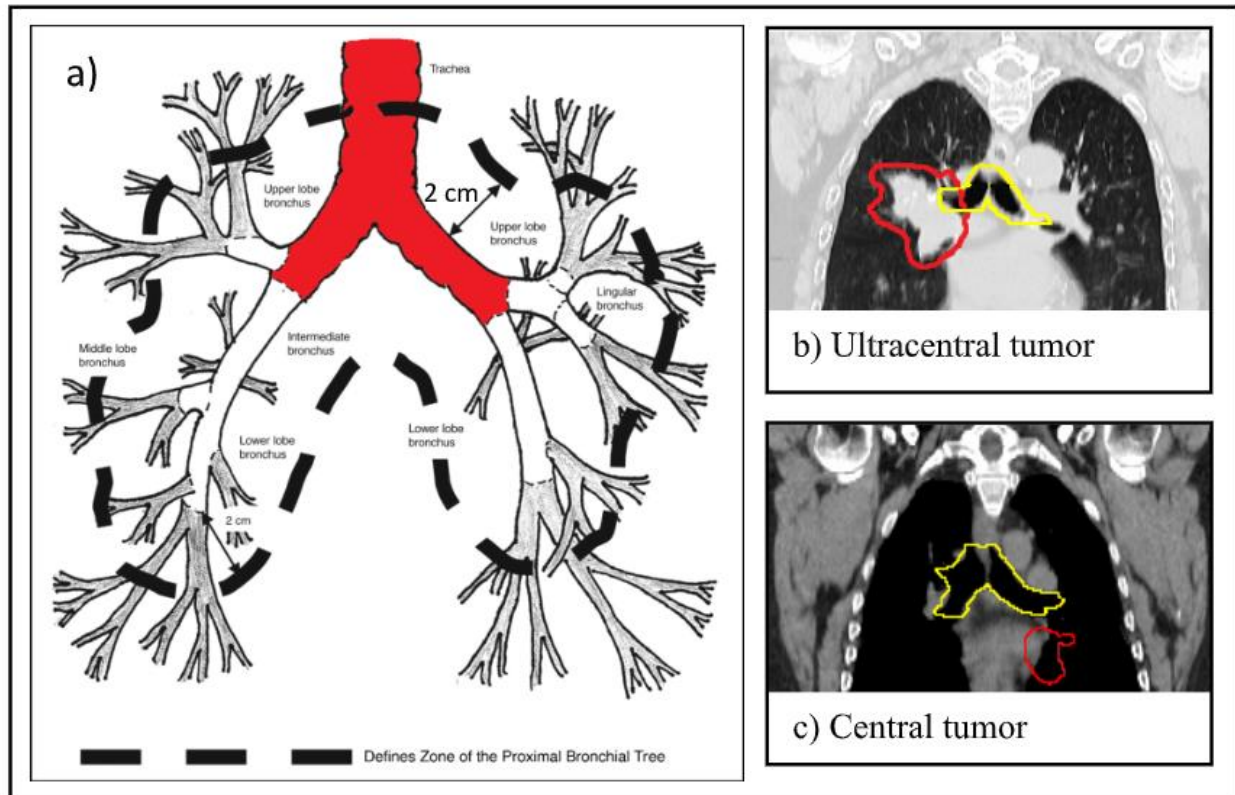 a)
Trachea
Upper lobe
bronchus
2 cm
Upper lobe
bronchus
Lingular
bronchus
Intermediate
bronchus
Middle lobe
bronchus
Lower lobe
bronchus
Lower lobe
bronchus
2 cm
Defines Zone of the Proximal Bronchial Tree
b) Ultracentral tumor
c) Central tumor